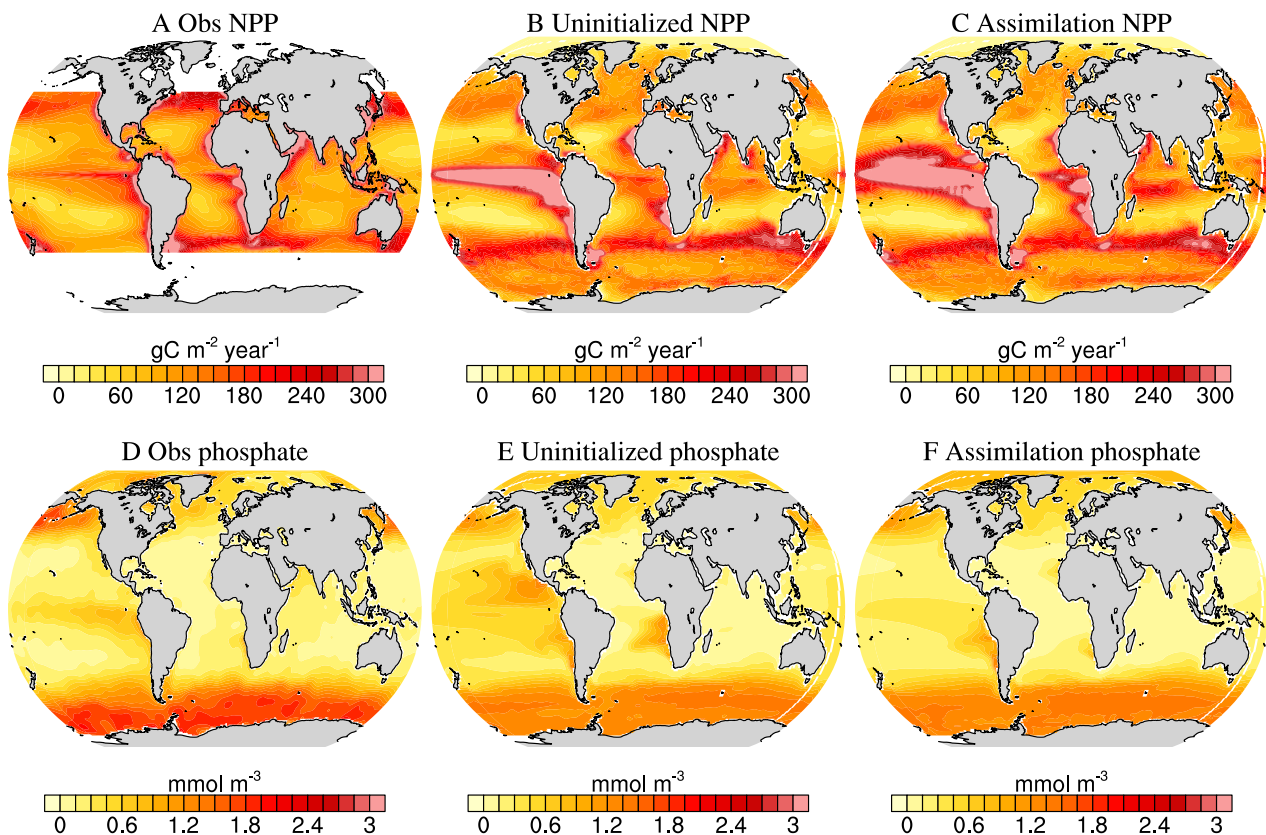 A Obs NPP
B Uninitialized NPP
C Assimilation NPP
gC m⁻² year⁻¹
0 60 120 180 240 300
gC m⁻² year⁻¹
0 60 120 180 240 300
gC m⁻² year⁻¹
0 60 120 180 240 300
D Obs phosphate
E Uninitialized phosphate
F Assimilation phosphate
mmol m⁻³
0 0.6 1.2 1.8 2.4 3
mmol m⁻³
0 0.6 1.2 1.8 2.4 3
mmol m⁻³
0 0.6 1.2 1.8 2.4 3